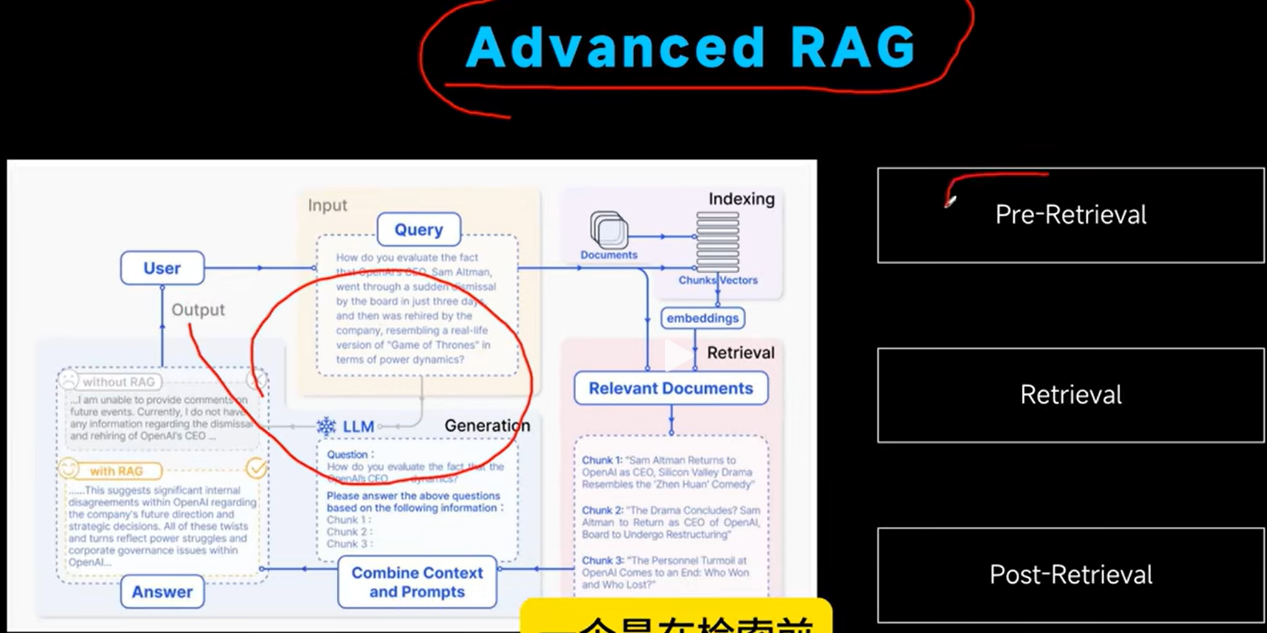 Advanced RAG
Input
Query
How do you evaluate the fact
that OpenAI's CEO, Sam Altman,
went through a sudden dismissal
by the board in just three days,
and then was rehired by the
company, resembling a real-life
version of "Game of Thrones" in
terms of power dynamics?
User
Output
Indexing
Documents
Chunks Vectors
embeddings
Retrieval
Relevant Documents
Chunk 1: "Sam Altman Returns to
OpenAI as CEO, Silicon Valley Drama
Resembles the 'Zhen Huan' Comedy"
Chunk 2: "The Drama Concludes? Sam
Altman to Return as CEO of OpenAI,
Board to Undergo Restructuring"
Chunk 3: "The Personnel Turmoil at
OpenAI Comes to an End: Who Won
and Who Lost?"
LLM
Generation
Question :
How do you evaluate the fact that the
OpenAI's CEO, dynamics?
Please answer the above questions
based on the following information :
Chunk 1 :
Chunk 2 :
Chunk 3 :
Combine Context
and Prompts
without RAG
...I am unable to provide comments on
future events. Currently, I do not have
any information regarding the dismissal
and rehiring of OpenAI's CEO ...
with RAG
......This suggests significant internal
disagreements within OpenAI regarding
the company's future direction and
strategic decisions. All of these twists
and turns reflect power struggles and
corporate governance issues within
OpenAI...
Answer
Pre-Retrieval
Retrieval
Post-Retrieval
一个是在检索前